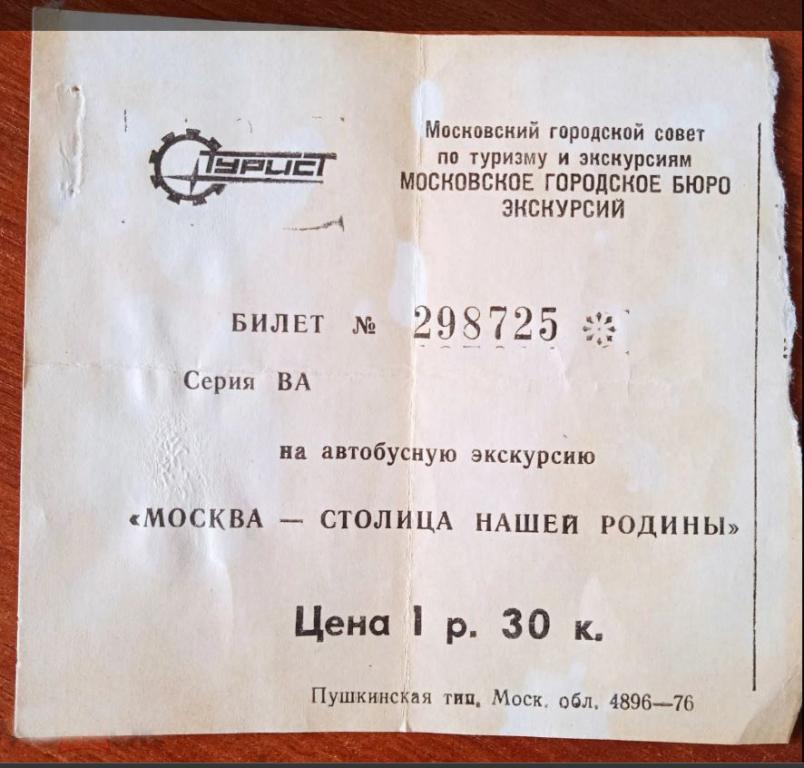 ТУРИСТ
Московский городской совет
по туризму и экскурсиям
МОСКОВСКОЕ ГОРОДСКОЕ БЮРО
ЭКСКУРСИЙ
БИЛЕТ № 298725
Серия ВА
на автобусную экскурсию
«МОСКВА — СТОЛИЦА НАШЕЙ РОДИНЫ»
Цена 1 р. 30 к.
Пушкинская тип. Моск. обл. 4896—76